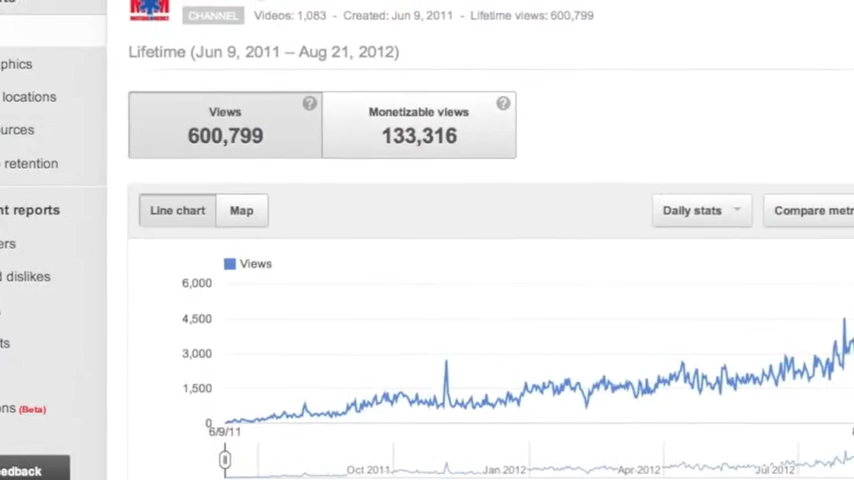 CHANNEL Videos: 1,083 - Created: Jun 9, 2011 - Lifetime views: 600,799
Lifetime (Jun 9, 2011 – Aug 21, 2012)
phics
locations
urces
retention
nt reports
ers
d dislikes
ts
ons (Beta)
edback
Views ?
600,799
Monetizable views ?
133,316
Line chart Map Daily stats Compare metr
Views
6,000
4,500
3,000
1,500
0
6/9/11
Oct 2011 Jan 2012 Apr 2012 Jul 2012